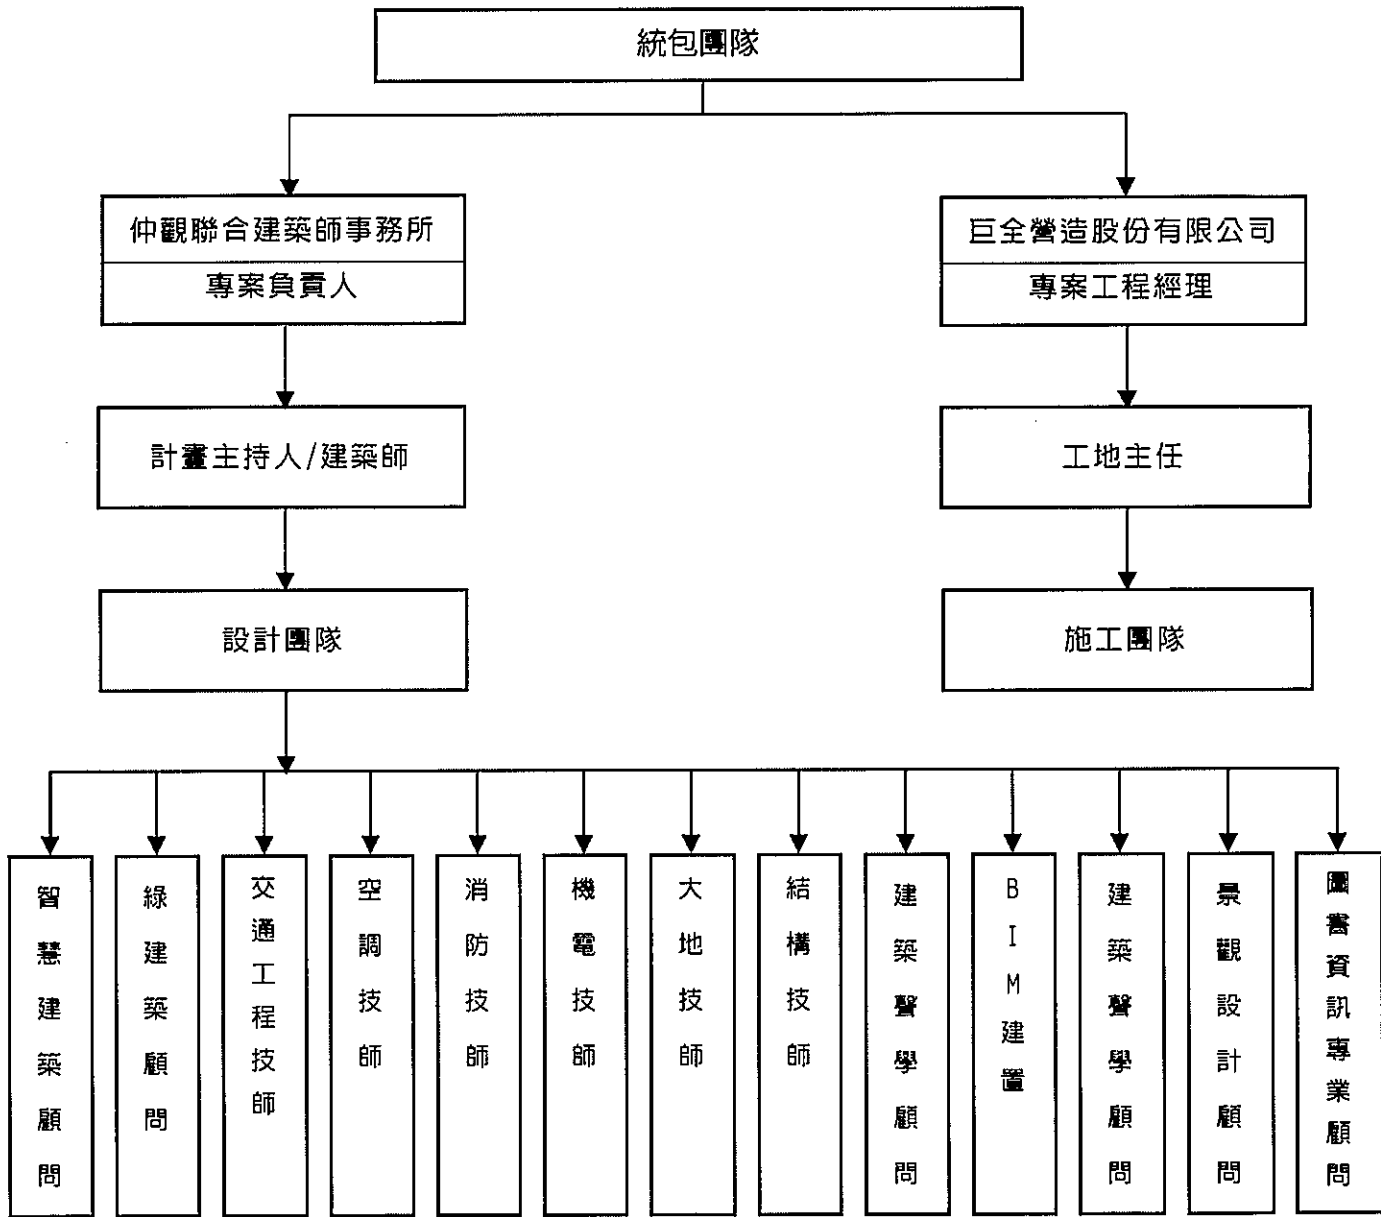 統包團隊
仲觀聯合建築師事務所
專案負責人
巨全營造股份有限公司
專案工程經理
計畫主持人/建築師
工地主任
設計團隊
施工團隊
智慧建築顧問
綠建築顧問
交通工程技師
空調技師
消防技師
機電技師
大地技師
結構技師
建築聲學顧問
BIM建置
建築聲學顧問
景觀設計顧問
圖書資訊專業顧問